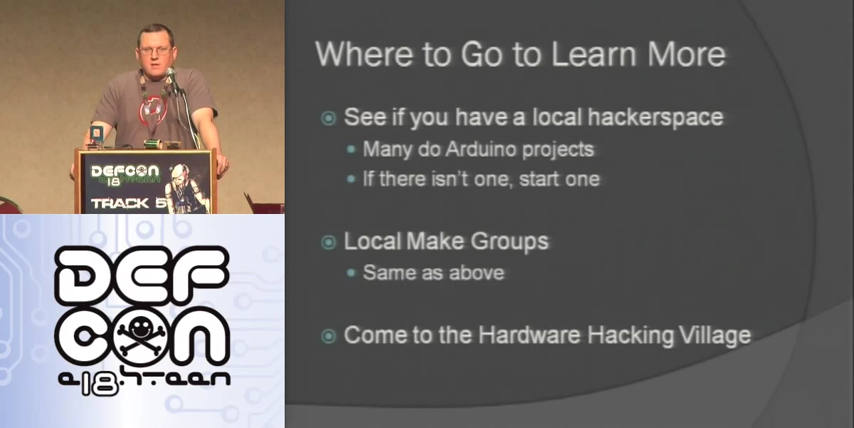 DEFCON
18
TRACK 5
DEF
CON
e18hteen
Where to Go to Learn More
See if you have a local hackerspace
Many do Arduino projects
If there isn't one, start one
Local Make Groups
Same as above
Come to the Hardware Hacking Village